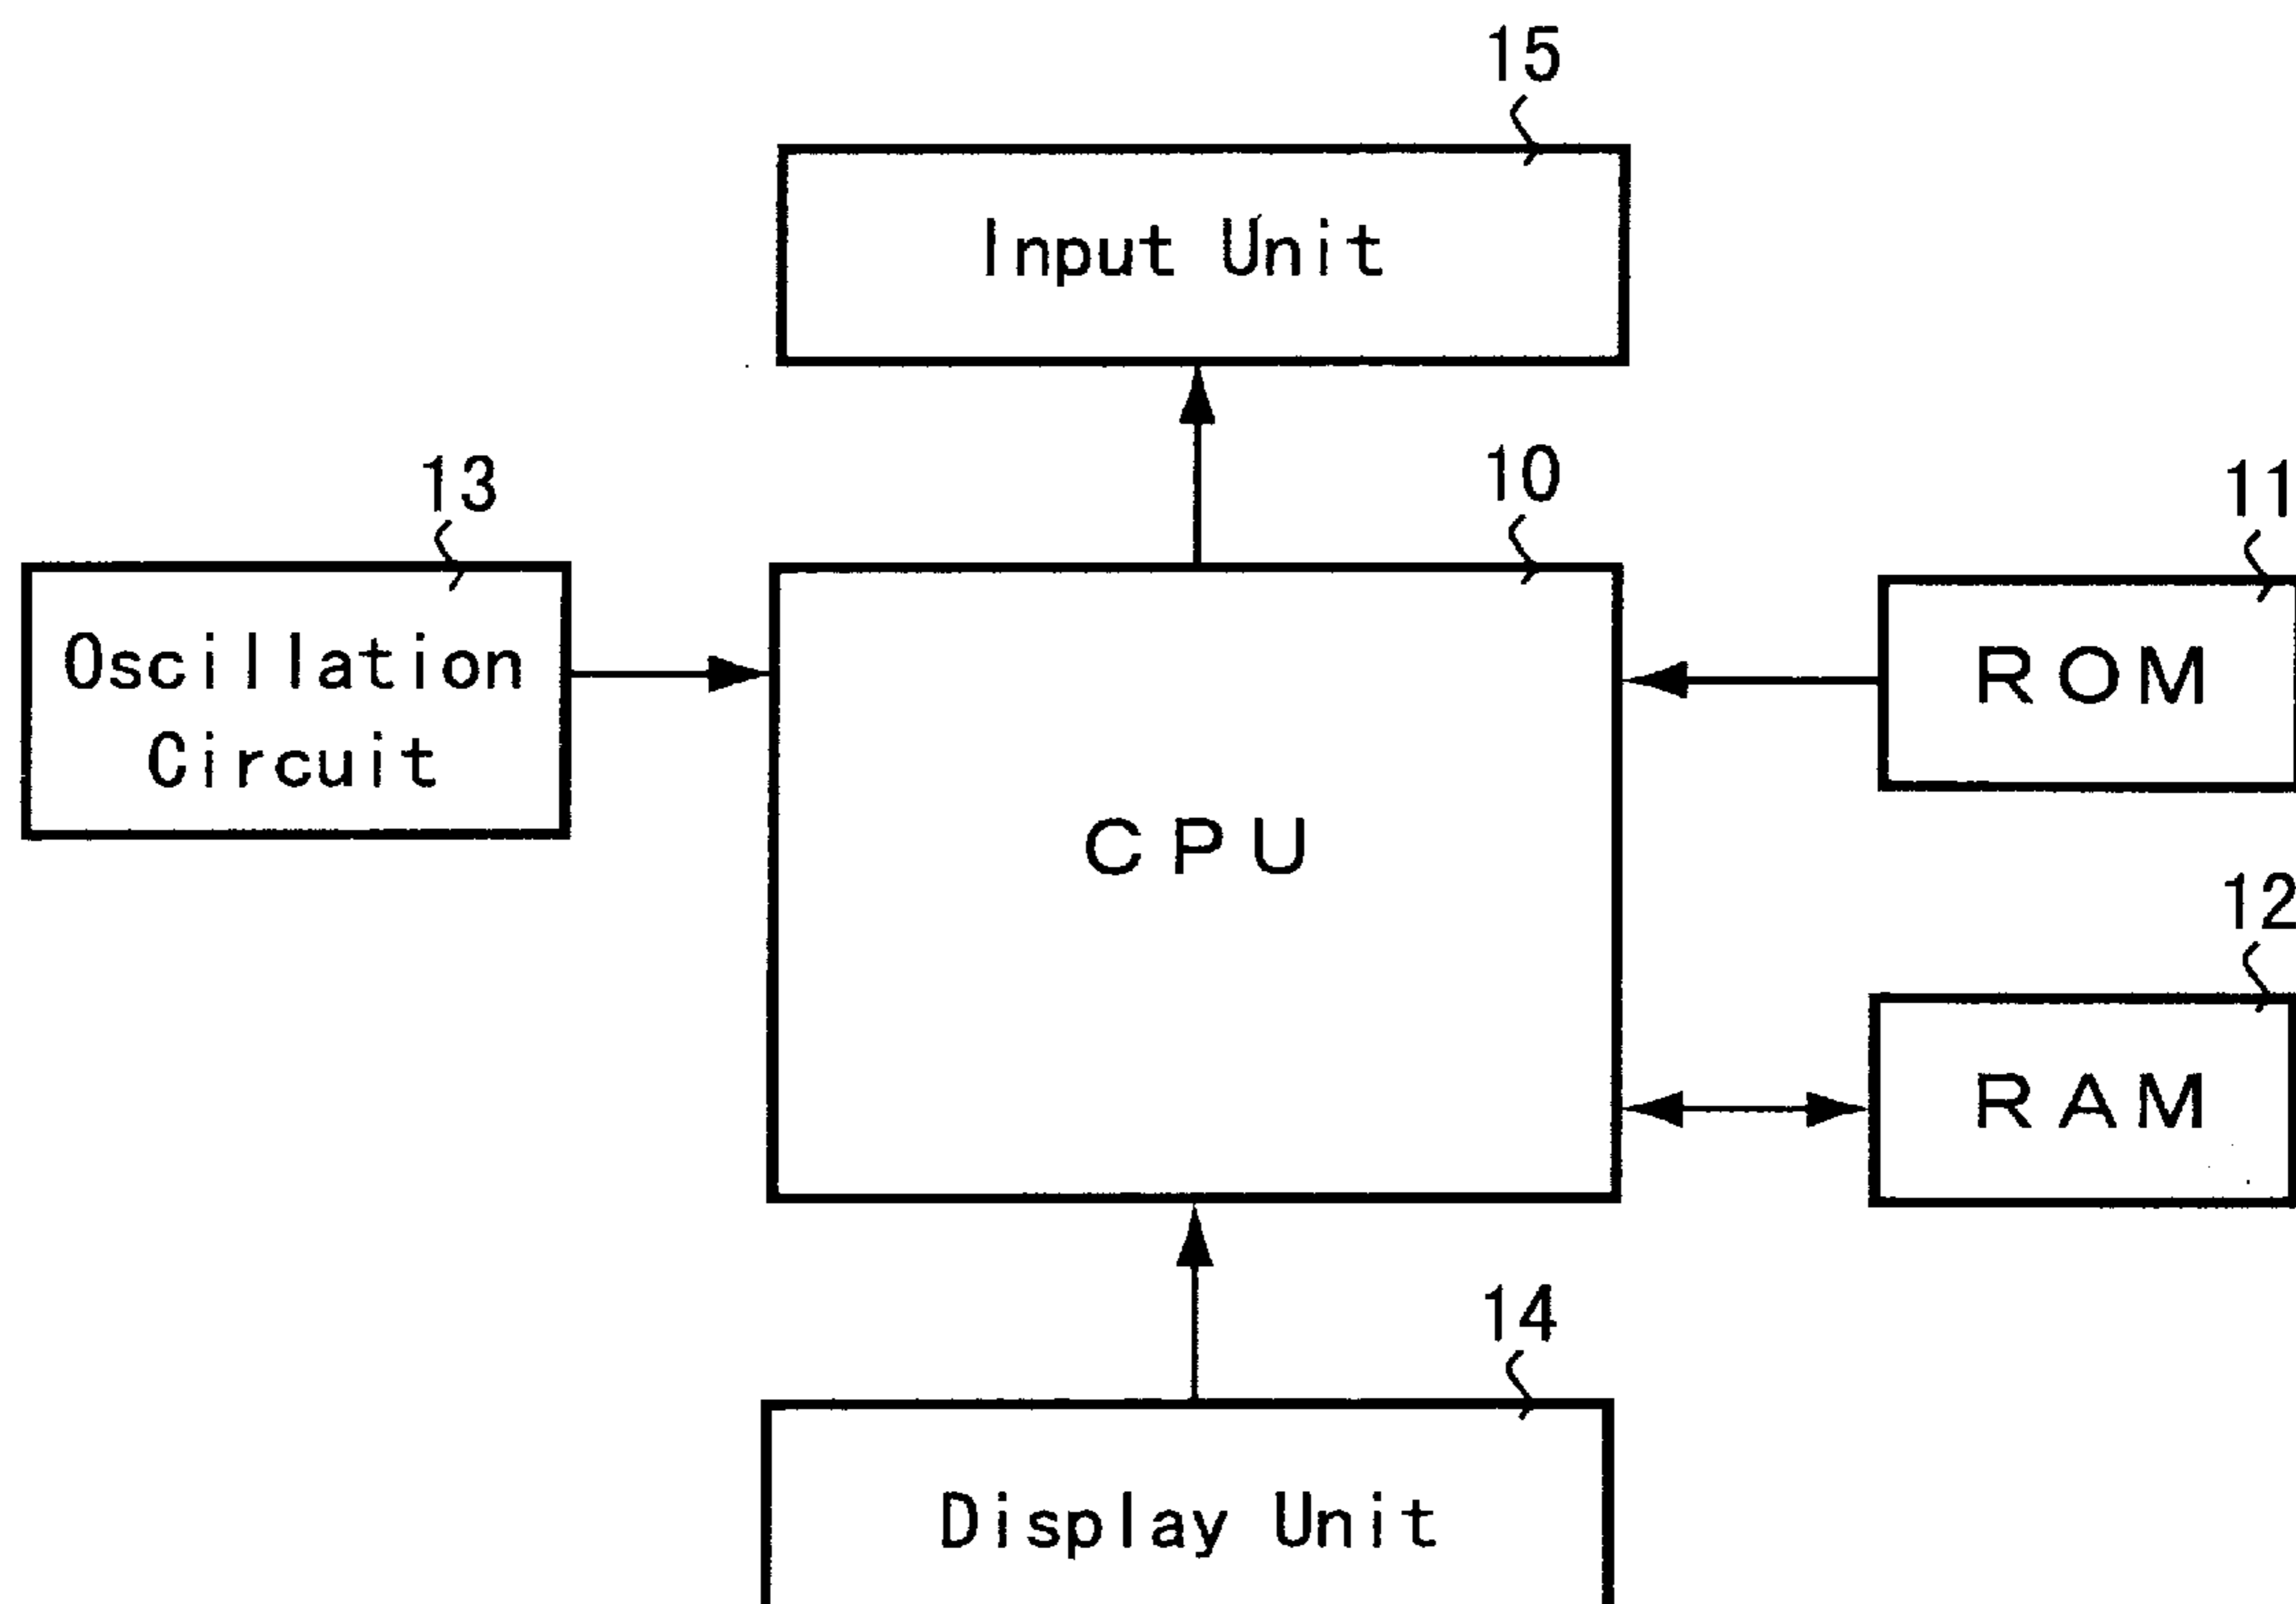 15
Input Unit
13
10
11
Oscillation
Circuit
CPU
ROM
12
RAM
14
Display Unit